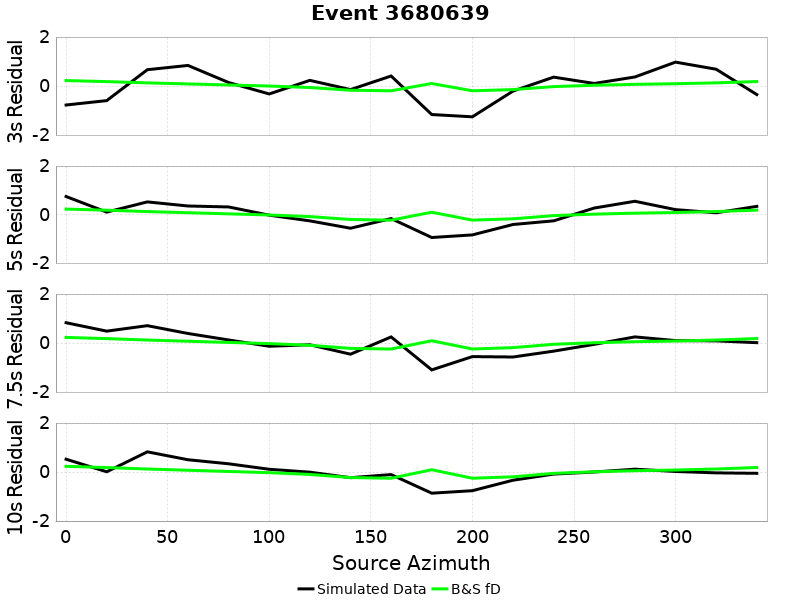 Event 3680639
3s Residual
2
0
-2
5s Residual
2
0
-2
7.5s Residual
2
0
-2
10s Residual
2
0
-2
0 50 100 150 200 250 300
Source Azimuth
Simulated Data B&S fD